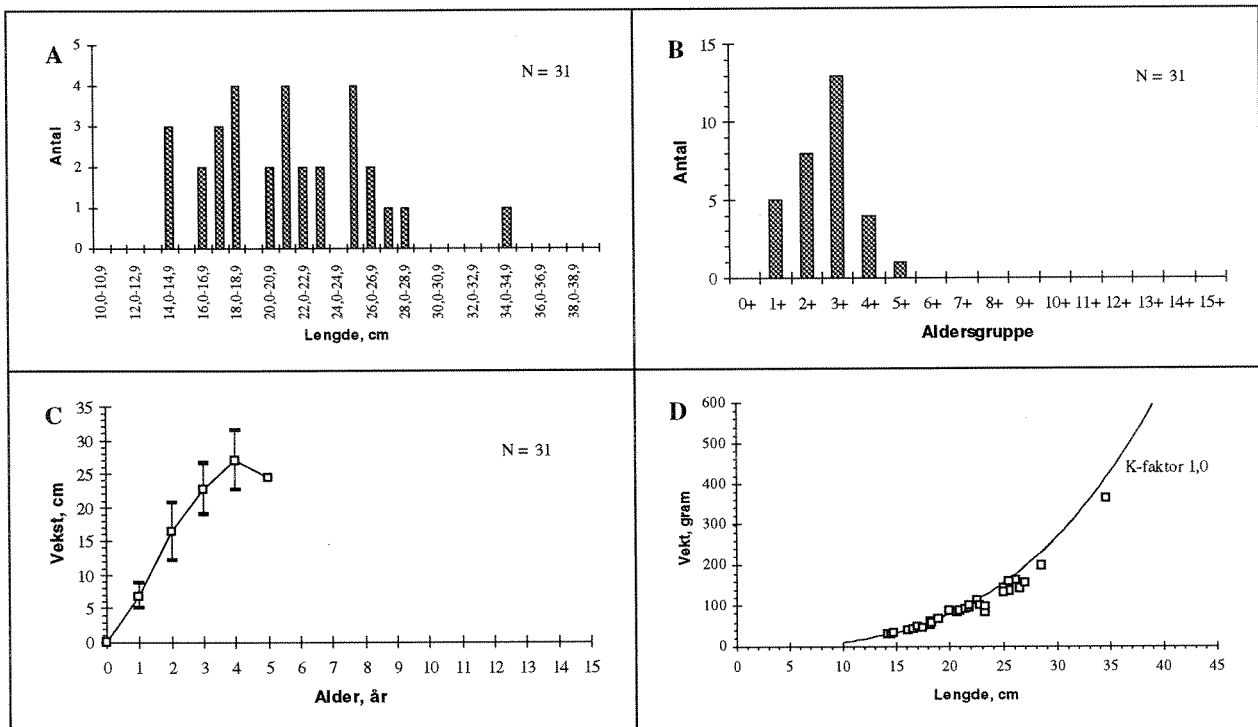 A
N = 31
Antal
5
4
3
2
1
0
10,0-10,9
12,0-12,9
14,0-14,9
16,0-16,9
18,0-18,9
20,0-20,9
22,0-22,9
24,0-24,9
26,0-26,9
28,0-28,9
30,0-30,9
32,0-32,9
34,0-34,9
36,0-36,9
38,0-38,9
Lengde, cm
B
N = 31
Antal
15
10
5
0
0+ 1+ 2+ 3+ 4+ 5+ 6+ 7+ 8+ 9+ 10+ 11+ 12+ 13+ 14+ 15+
Aldersgruppe
C
N = 31
Vekst, cm
35
30
25
20
15
10
5
0
0 1 2 3 4 5 6 7 8 9 10 11 12 13 14 15
Alder, år
D
K-faktor 1,0
Vekt, gram
600
500
400
300
200
100
0
0 5 10 15 20 25 30 35 40 45
Lengde, cm